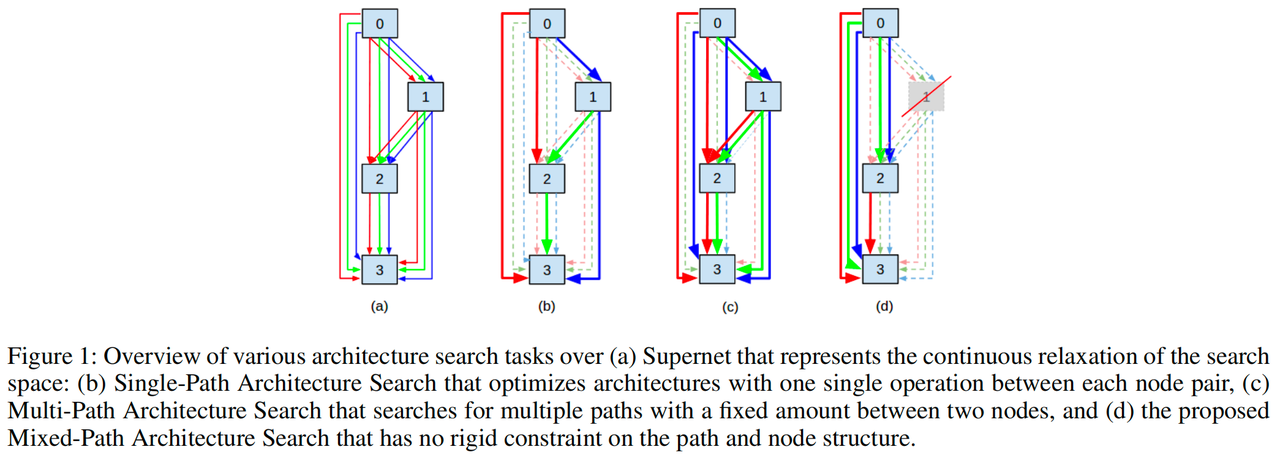 0 0 0 0
1 1 1 1
2 2 2 2
3 3 3 3
(a) (b) (c) (d)
Figure 1: Overview of various architecture search tasks over (a) Supernet that represents the continuous relaxation of the search
space: (b) Single-Path Architecture Search that optimizes architectures with one single operation between each node pair, (c)
Multi-Path Architecture Search that searches for multiple paths with a fixed amount between two nodes, and (d) the proposed
Mixed-Path Architecture Search that has no rigid constraint on the path and node structure.